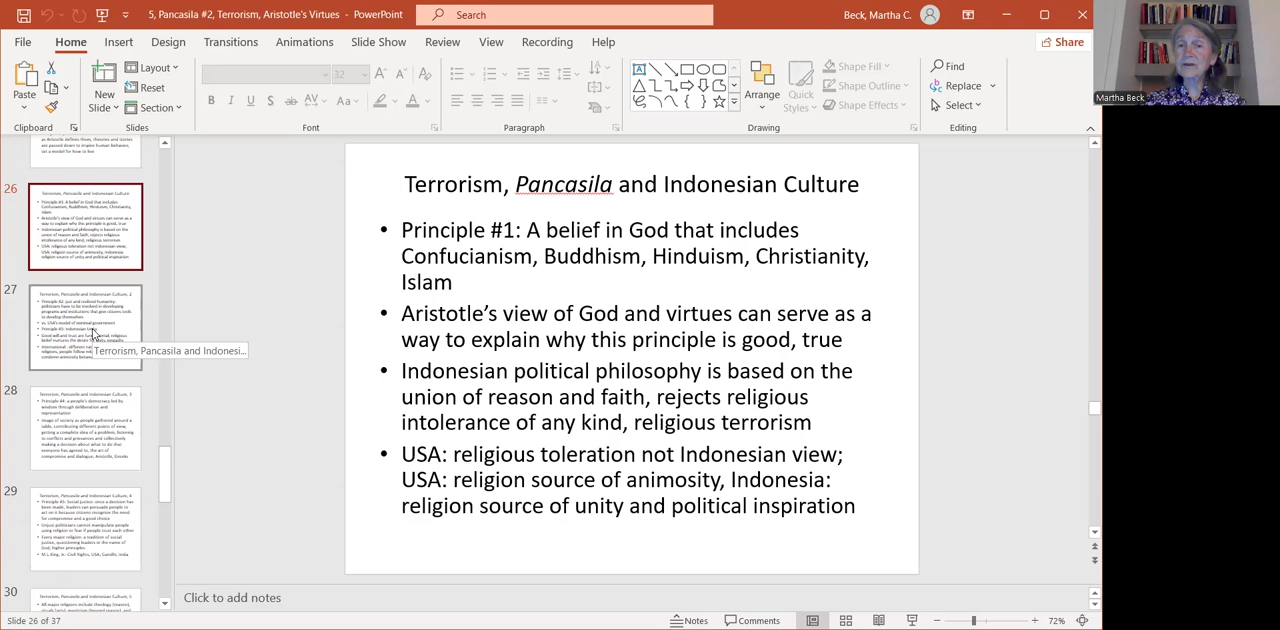 5, Pancasila #2, Terrorism, Aristotle's Virtues - PowerPoint
Search
Beck, Martha C.
File Home Insert Design Slide Show Transitions Animations Review View Recording Help
Share
Paste
Clipboard
New
Slide
Layout
Reset
Section
Slides
32
Font
Paragraph
Arrange
Quick
Styles
Shape Fill
Shape Outline
Shape Effects
Drawing
Find
Replace
Select
Editing
Martha Beck
26
27
28
29
30
Terrorism, Pancasila and Indonesi...
Terrorism, Pancasila and Indonesian Culture
• Principle #1: A belief in God that includes
Confucianism, Buddhism, Hinduism, Christianity,
Islam
• Aristotle's view of God and virtues can serve as a
way to explain why this principle is good, true
• Indonesian political philosophy is based on the
union of reason and faith, rejects religious
intolerance of any kind, religious terrorism
• USA: religious toleration not Indonesian view;
USA: religion source of animosity, Indonesia:
religion source of unity and political inspiration
Click to add notes
Slide 26 of 37
Notes
Comments
72%